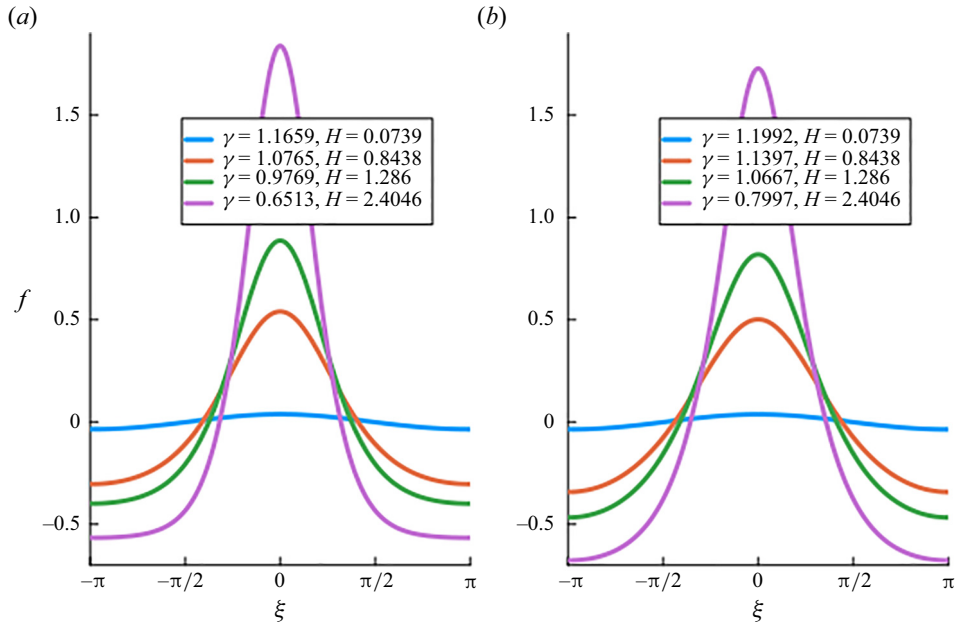 (a)
1.5
1.0
f
0.5
0
−0.5
γ = 1.1659, H = 0.0739
γ = 1.0765, H = 0.8438
γ = 0.9769, H = 1.286
γ = 0.6513, H = 2.4046
−π −π/2 0 π/2 π
ξ
(b)
1.5
1.0
0.5
0
−0.5
γ = 1.1992, H = 0.0739
γ = 1.1397, H = 0.8438
γ = 1.0667, H = 1.286
γ = 0.7997, H = 2.4046
−π −π/2 0 π/2 π
ξ